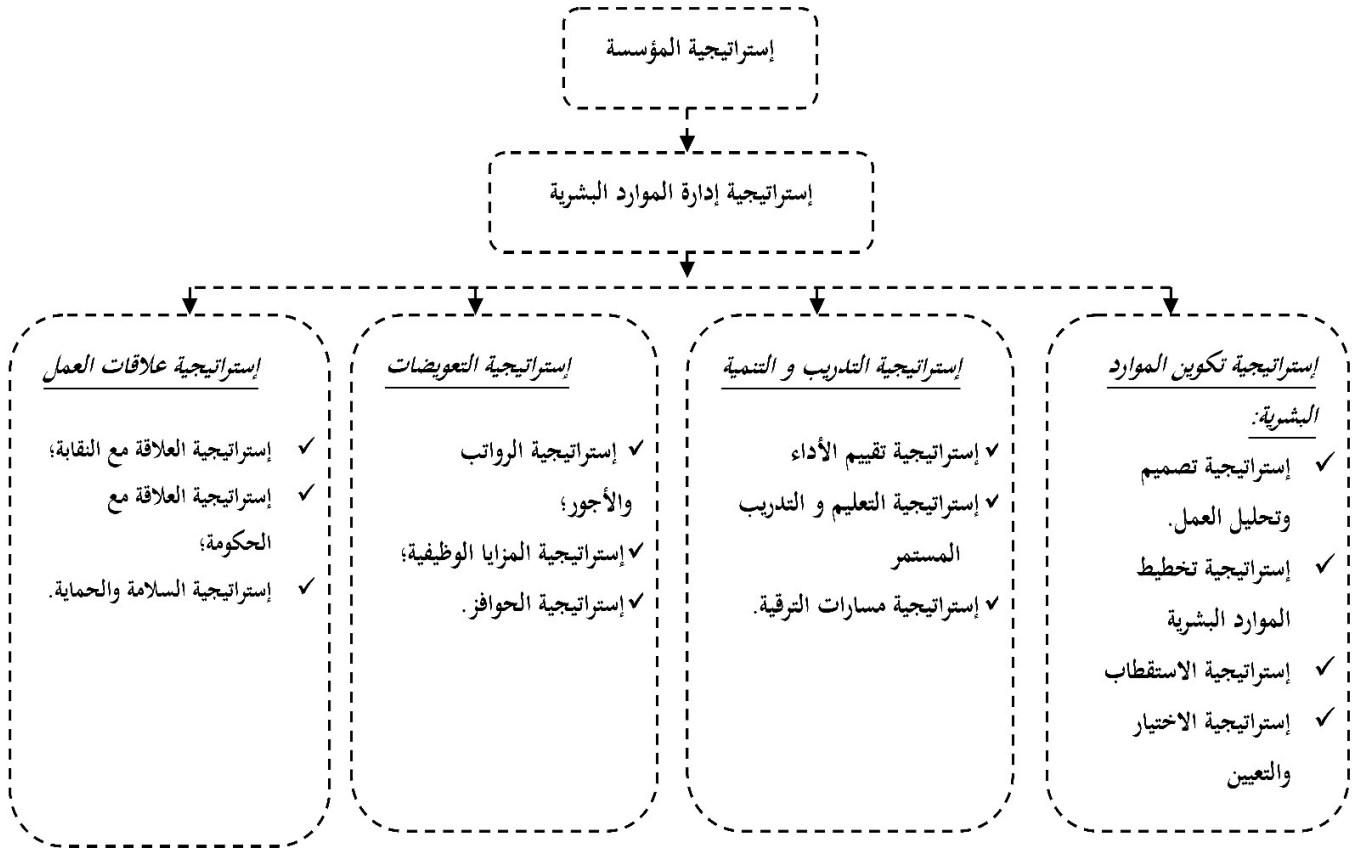 إستراتيجية المؤسسة
إستراتيجية إدارة الموارد البشرية
إستراتيجية تكوين الموارد
البشرية:
✓ إستراتيجية تصميم
وتحليل العمل.
✓ إستراتيجية تخطيط
الموارد البشرية
✓ إستراتيجية الاستقطاب
✓ إستراتيجية الاختيار
والتعيين
إستراتيجية التدريب و التنمية
✓ إستراتيجية تقييم الأداء
✓ إستراتيجية التعليم و التدريب
المستمر
✓ إستراتيجية مسارات الترقية.
إستراتيجية التعويضات
✓ إستراتيجية الرواتب
والأجور؛
✓ إستراتيجية المزايا الوظيفية؛
✓ إستراتيجية الحوافز.
إستراتيجية علاقات العمل
✓ إستراتيجية العلاقة مع النقابة؛
✓ إستراتيجية العلاقة مع
الحكومة؛
✓ إستراتيجية السلامة والحماية.